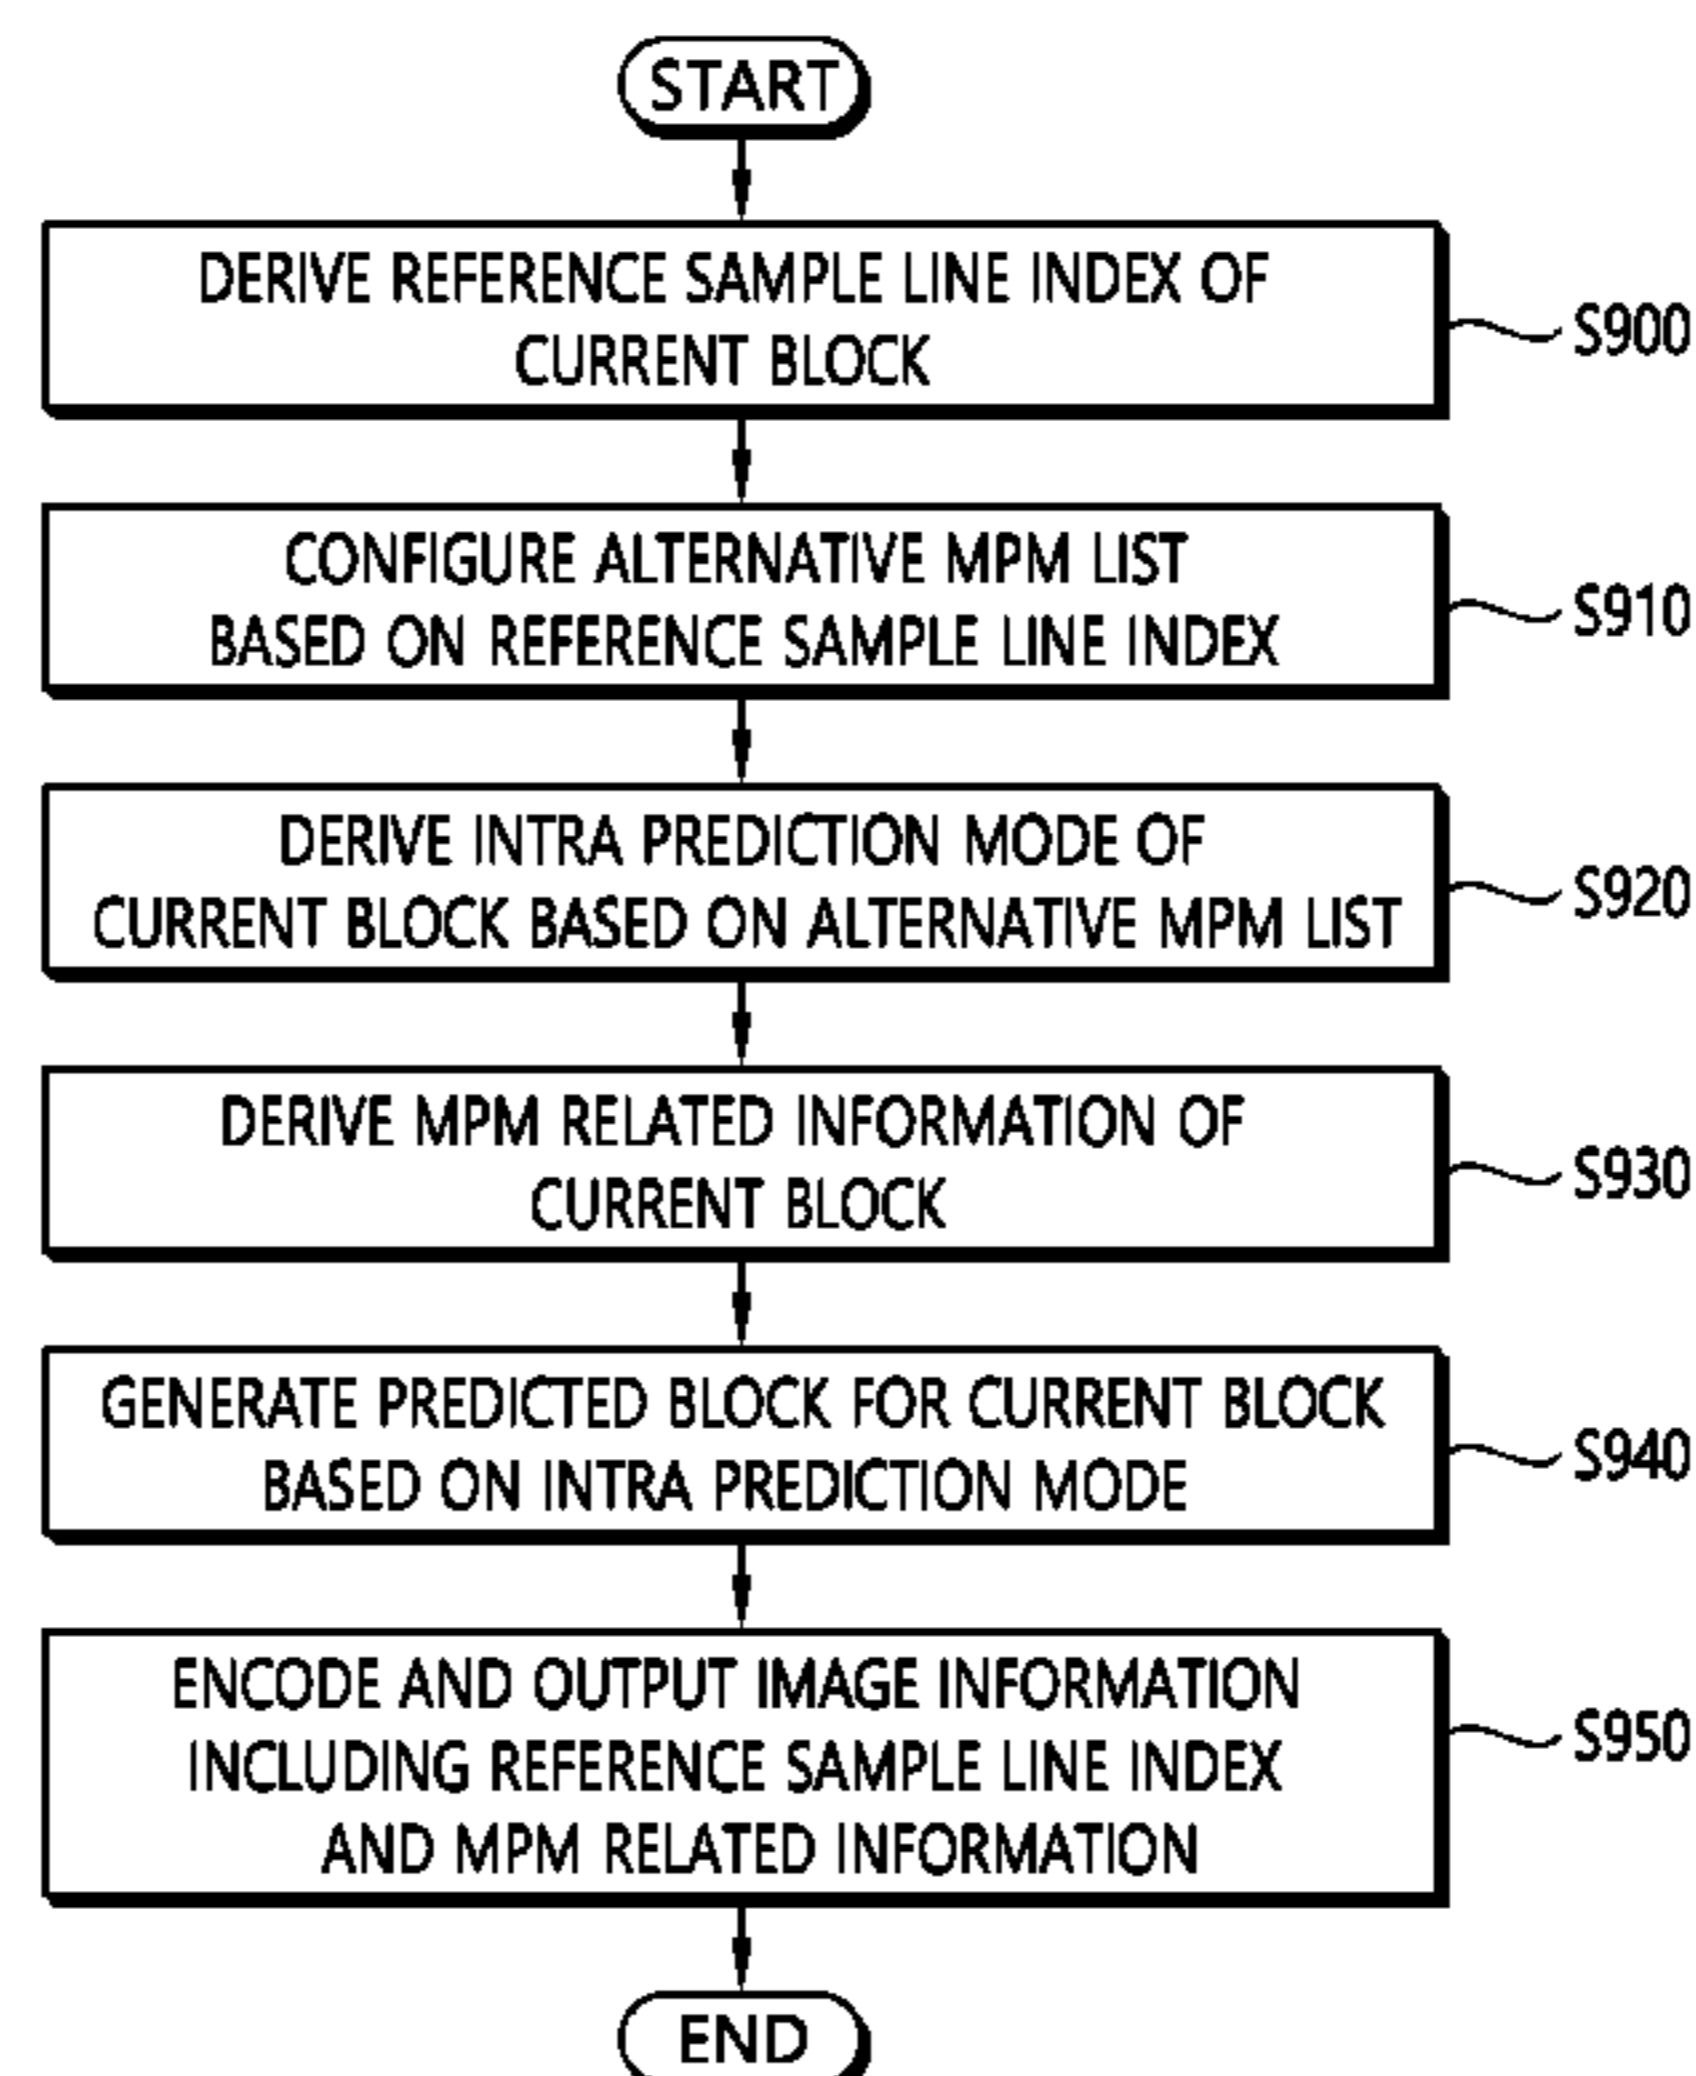 START
DERIVE REFERENCE SAMPLE LINE INDEX OF
CURRENT BLOCK
S900
CONFIGURE ALTERNATIVE MPM LIST
BASED ON REFERENCE SAMPLE LINE INDEX
S910
DERIVE INTRA PREDICTION MODE OF
CURRENT BLOCK BASED ON ALTERNATIVE MPM LIST
S920
DERIVE MPM RELATED INFORMATION OF
CURRENT BLOCK
S930
GENERATE PREDICTED BLOCK FOR CURRENT BLOCK
BASED ON INTRA PREDICTION MODE
S940
ENCODE AND OUTPUT IMAGE INFORMATION
INCLUDING REFERENCE SAMPLE LINE INDEX
AND MPM RELATED INFORMATION
S950
END